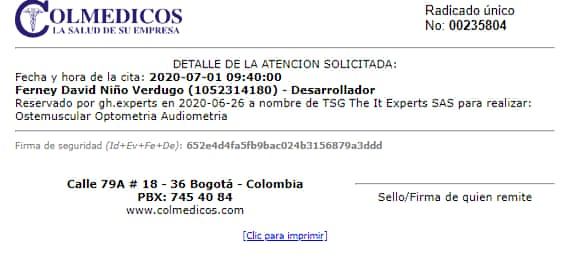 COLMEDICOS
LA SALUD DE SU EMPRESA
Radicado único
No: 00235804
DETALLE DE LA ATENCION SOLICITADA:
Fecha y hora de la cita: 2020-07-01 09:40:00
Ferney David Niño Verdugo (1052314180) - Desarrollador
Reservado por gh.experts en 2020-06-26 a nombre de TSG The It Experts SAS para realizar:
Ostemuscular Optometria Audiometria
Firma de seguridad (Id+Ev+Fe+De): 652e4d4fa5fb9bac024b3156879a3ddd
Calle 79A # 18 - 36 Bogotá - Colombia
PBX: 745 40 84
www.colmedicos.com
Sello/Firma de quien remite
[Clic para imprimir]